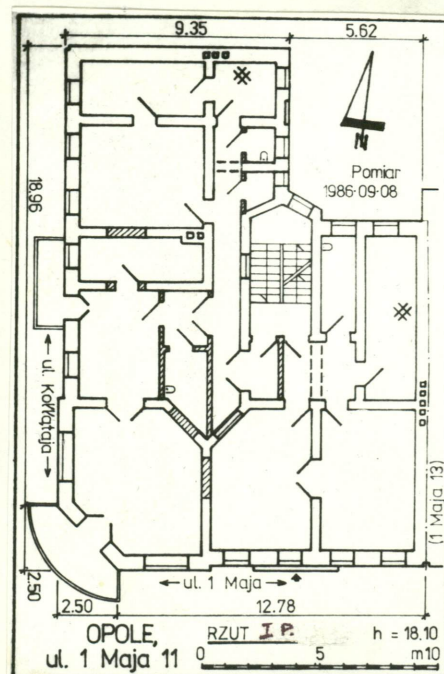 9.35
5.62
N
Pomiar
1986-09-08
18.96
ul. Kołłątaja
(1 Maja 13)
ul. 1 Maja
2.50
2.50
12.78
OPOLE,
ul. 1 Maja 11
RZUT I P.
h = 18.10
0 5 m10